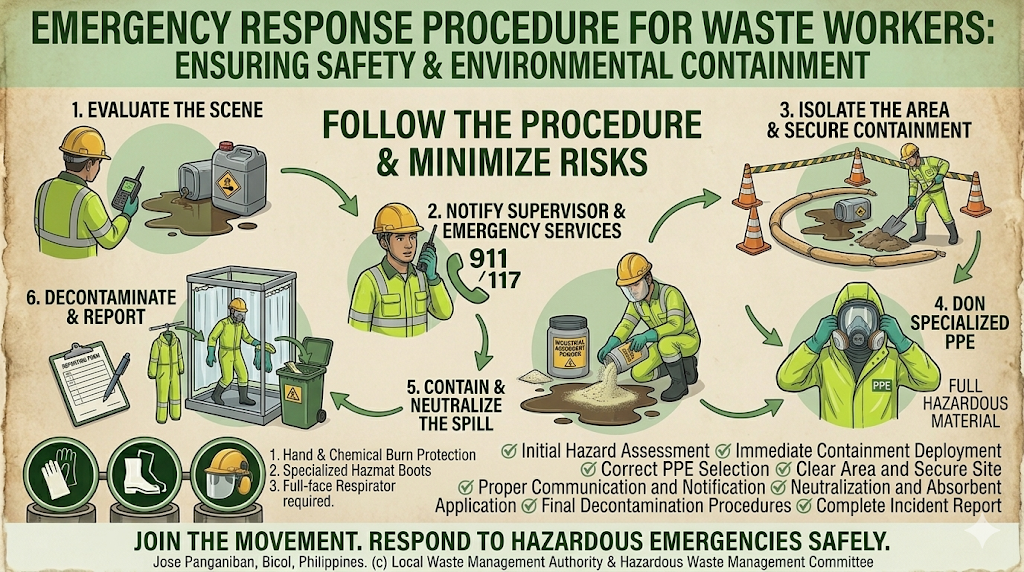 EMERGENCY RESPONSE PROCEDURE FOR WASTE WORKERS:
ENSURING SAFETY & ENVIRONMENTAL CONTAINMENT
1. EVALUATE THE SCENE
FOLLOW THE PROCEDURE
& MINIMIZE RISKS
2. NOTIFY SUPERVISOR &
EMERGENCY SERVICES
911
/117
3. ISOLATE THE AREA
& SECURE CONTAINMENT
4. DON
SPECIALIZED
PPE
PPE
FULL
HAZARDOUS
MATERIAL
INDUSTRIAL
ABSORBENT
POWDER
5. CONTAIN &
NEUTRALIZE
THE SPILL
6. DECONTAMINATE
& REPORT
REPORTING FORM
1. Hand & Chemical Burn Protection
2. Specialized Hazmat Boots
3. Full-face Respirator
required.
Initial Hazard Assessment Immediate Containment Deployment
Correct PPE Selection Clear Area and Secure Site
Proper Communication and Notification Neutralization and Absorbent
Application Final Decontamination Procedures Complete Incident Report
JOIN THE MOVEMENT. RESPOND TO HAZARDOUS EMERGENCIES SAFELY.
Jose Panganiban, Bicol, Philippines. (c) Local Waste Management Authority & Hazardous Waste Management Committee